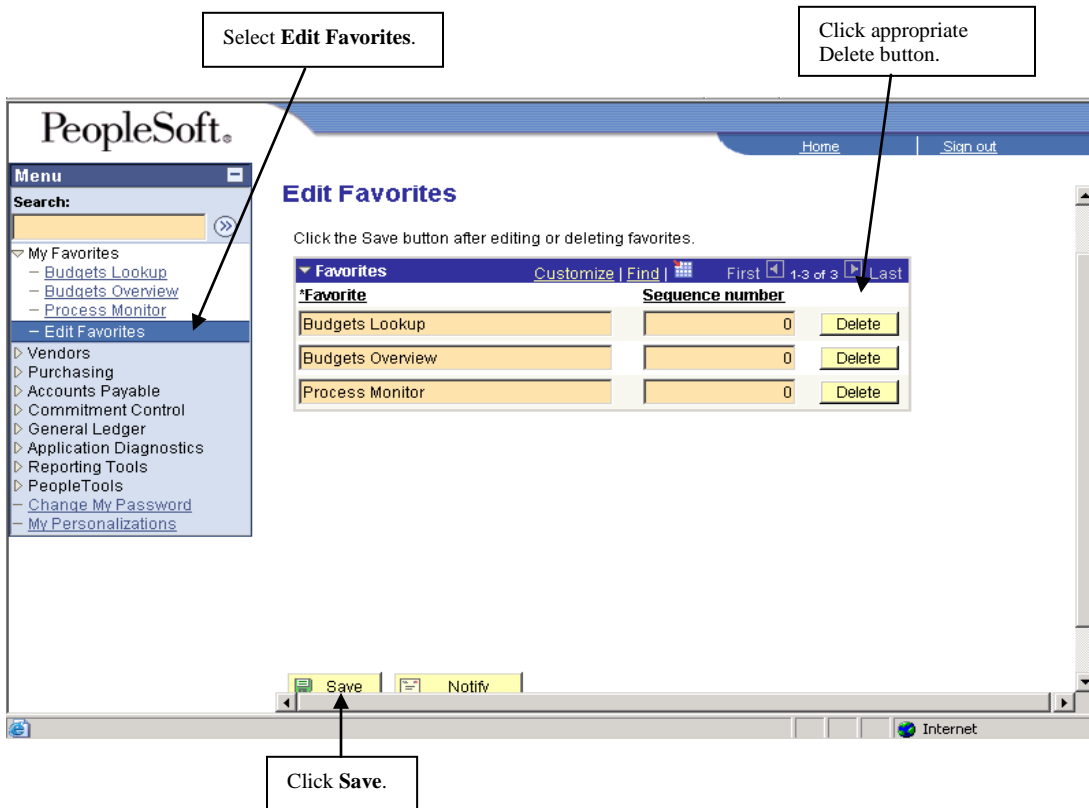 Select Edit Favorites.
Click appropriate
Delete button.
PeopleSoft®
Home
Sign out
Menu
Search:
My Favorites
Budgets Lookup
Budgets Overview
Process Monitor
Edit Favorites
Vendors
Purchasing
Accounts Payable
Commitment Control
General Ledger
Application Diagnostics
Reporting Tools
PeopleTools
Change My Password
My Personalizations
Edit Favorites
Click the Save button after editing or deleting favorites.
Favorites Customize | Find | First 1-3 of 3 Last
*Favorite Sequence number
Budgets Lookup 0 Delete
Budgets Overview 0 Delete
Process Monitor 0 Delete
Save Notify
Internet
Click Save.